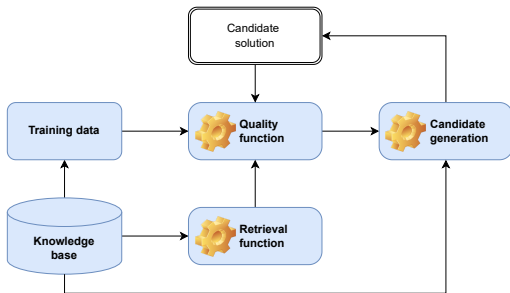 Candidate
solution
Training data
Quality
function
Candidate
generation
Knowledge
base
Retrieval
function